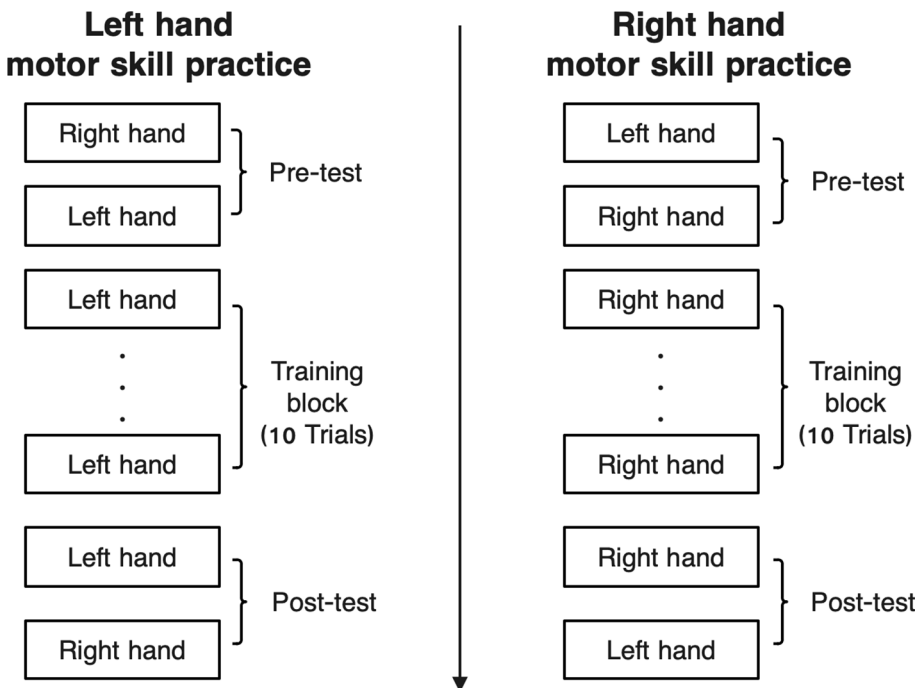 Left hand
motor skill practice
Right hand
Pre-test
Left hand
Left hand
Training
block
(10 Trials)
Left hand
Left hand
Post-test
Right hand
Right hand
motor skill practice
Left hand
Pre-test
Right hand
Right hand
Training
block
(10 Trials)
Right hand
Right hand
Post-test
Left hand